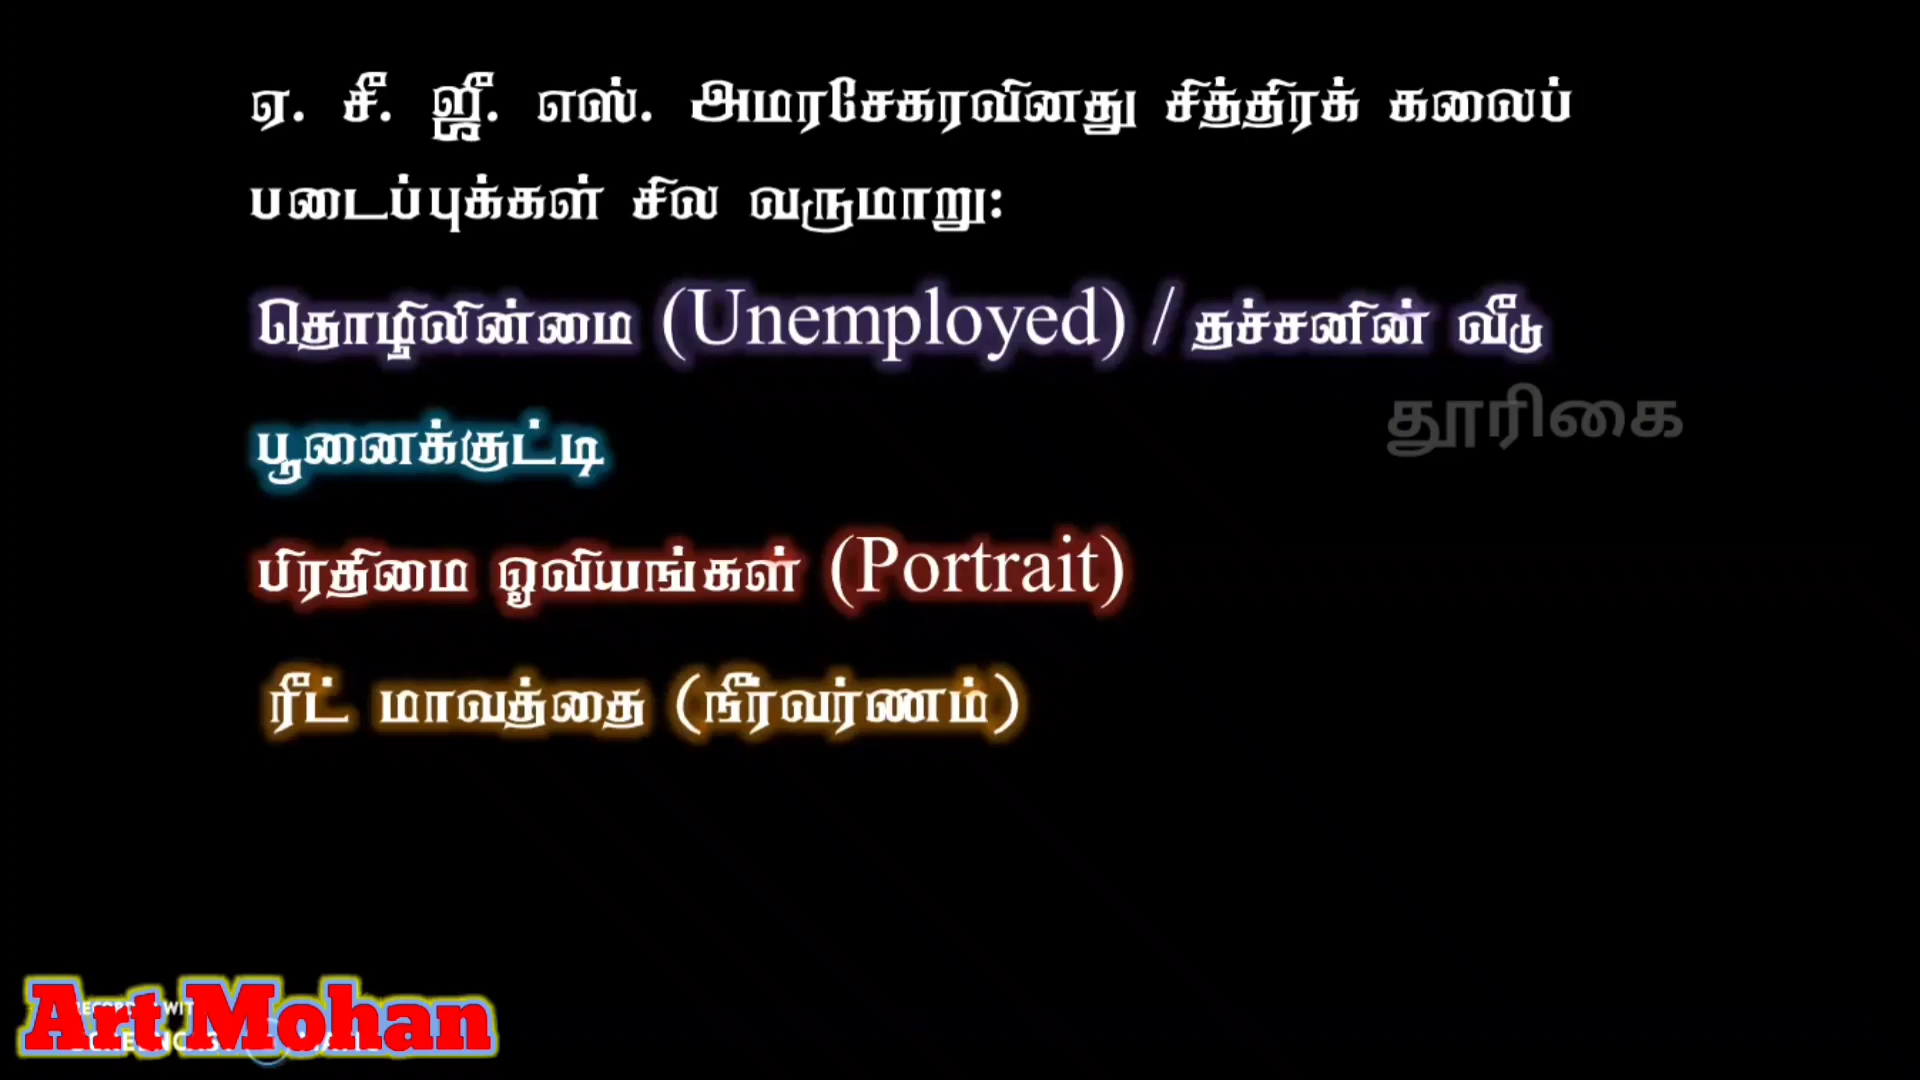 ஏ. சீ. ஜீ. எஸ். அமரசேகரவினது சித்திரக் கலைப்
படைப்புக்கள் சில வருமாறு:
தொழிலின்மை (Unemployed) / தச்சனின் வீடு
தூரிகை
பூனைக்குட்டி
பிரதிமை ஓவியங்கள் (Portrait)
ரீட் மாவத்தை (நீர்வர்ணம்)
Art Mohan